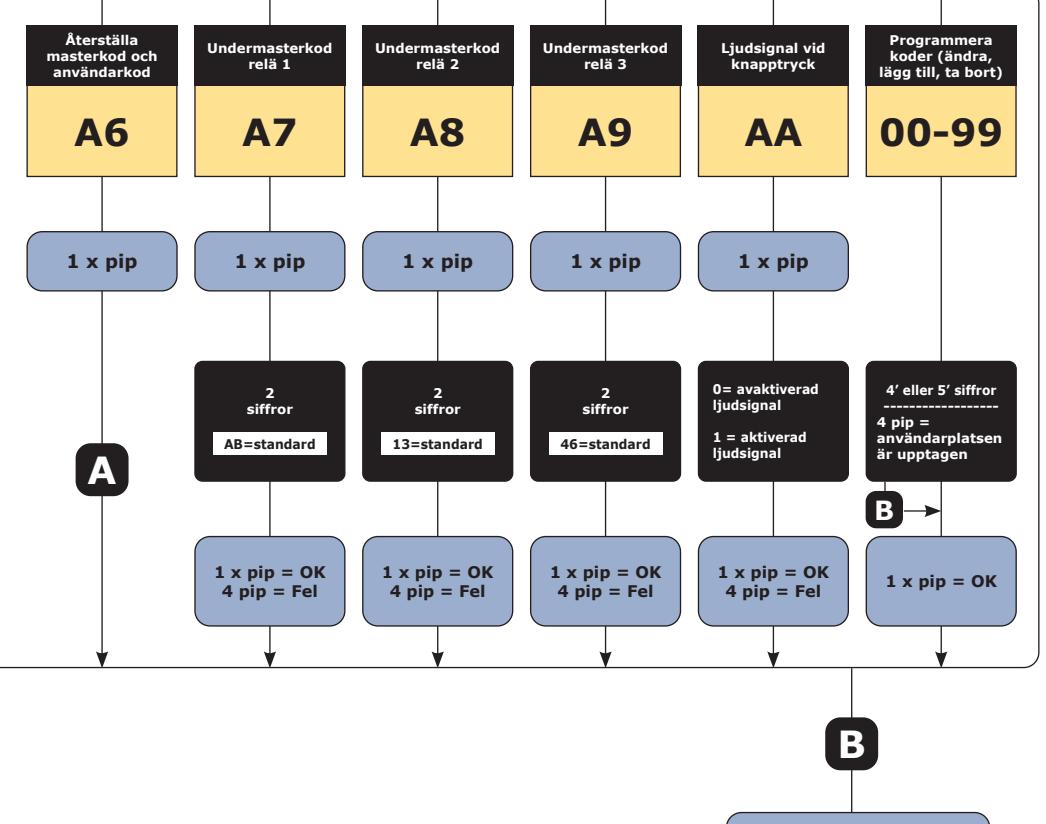 Återställa
masterkod och
användarkod
A6
1 x pip
A
Undermasterkod
relä 1
A7
1 x pip
2
siffror
AB=standard
1 x pip = OK
4 pip = Fel
Undermasterkod
relä 2
A8
1 x pip
2
siffror
13=standard
1 x pip = OK
4 pip = Fel
Undermasterkod
relä 3
A9
1 x pip
2
siffror
46=standard
1 x pip = OK
4 pip = Fel
Ljudsignal vid
knapptryck
AA
1 x pip
0= avaktiverad
ljudsignal
1 = aktiverad
ljudsignal
1 x pip = OK
4 pip = Fel
Programmera
koder (ändra,
lägg till, ta bort)
00-99
4’ eller 5’ siffror
-------------------
4 pip =
användarplatsen
är upptagen
B
1 x pip = OK
B